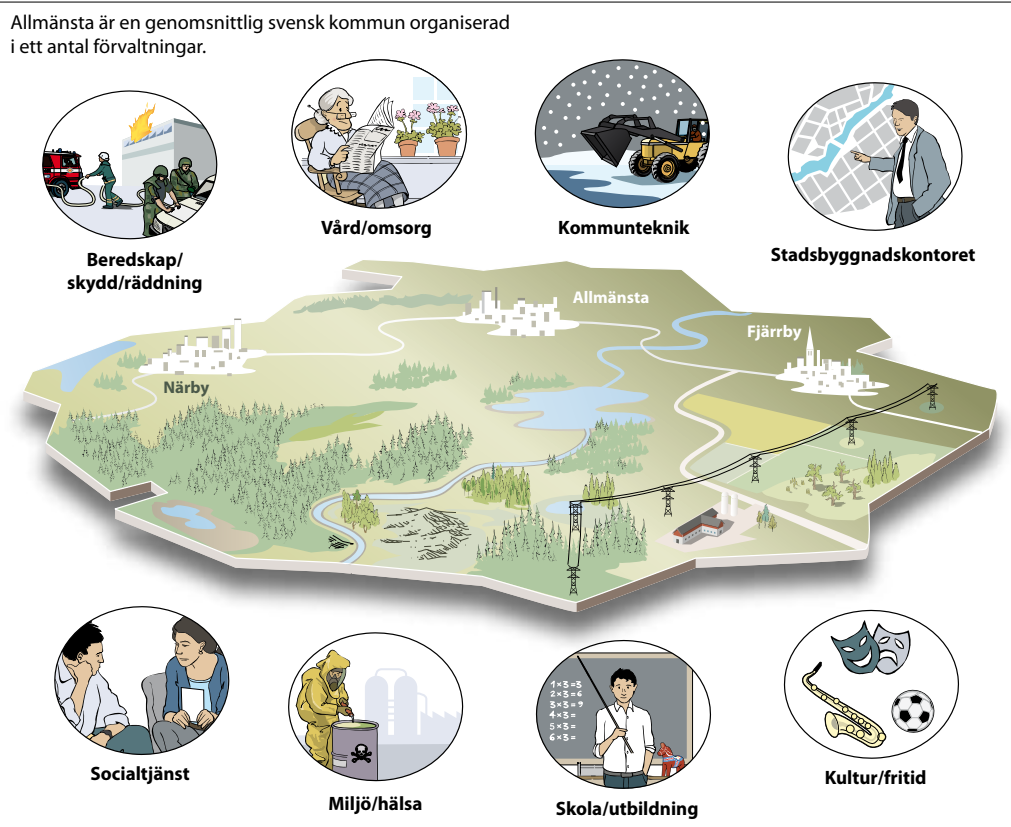 Allmänsta är en genomsnittlig svensk kommun organiserad
i ett antal förvaltningar.
Beredskap/
skydd/räddning
Vård/omsorg
Kommunteknik
Stadsbyggnadskontoret
Allmänsta
Fjärrby
Närby
Socialtjänst
Miljö/hälsa
1×3=3
2×3=6
3×3=9
4×3=
5×3=
6×3=
Skola/utbildning
Kultur/fritid